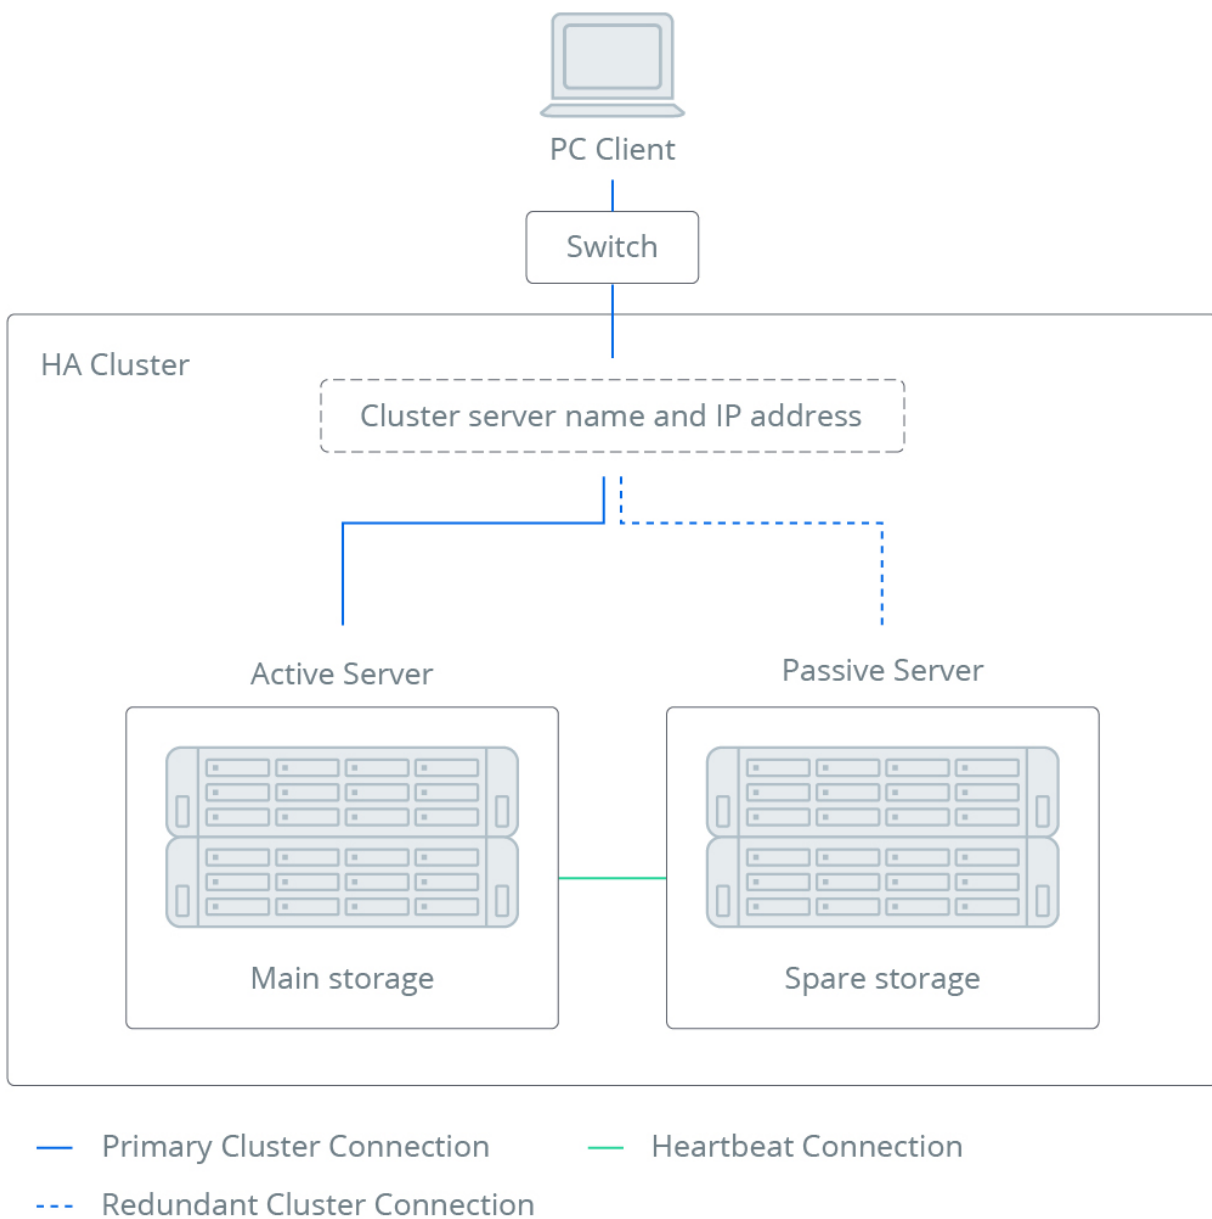 PC Client
Switch
HA Cluster
Cluster server name and IP address
Active Server
Passive Server
Main storage
Spare storage
Primary Cluster Connection
Heartbeat Connection
Redundant Cluster Connection